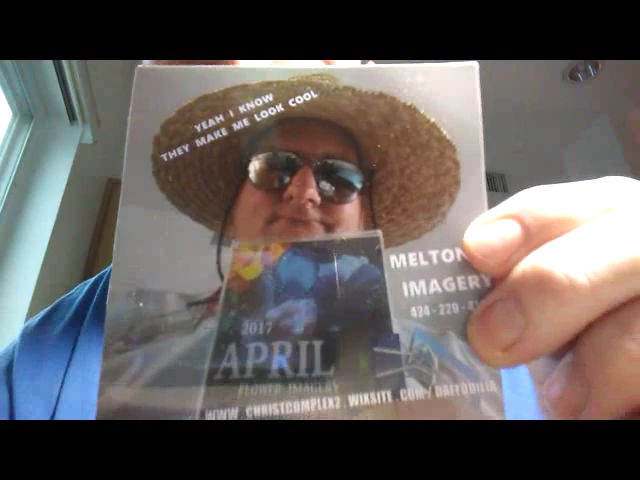 YEAH I KNOW
THEY MAKE ME LOOK COOL
MELTON
IMAGERY
424-220-
2017
APRIL
FLOWER IMAGERY
WWW.CHRISTCOMPLEX2.WIXSITE.COM/DAFFODILIA